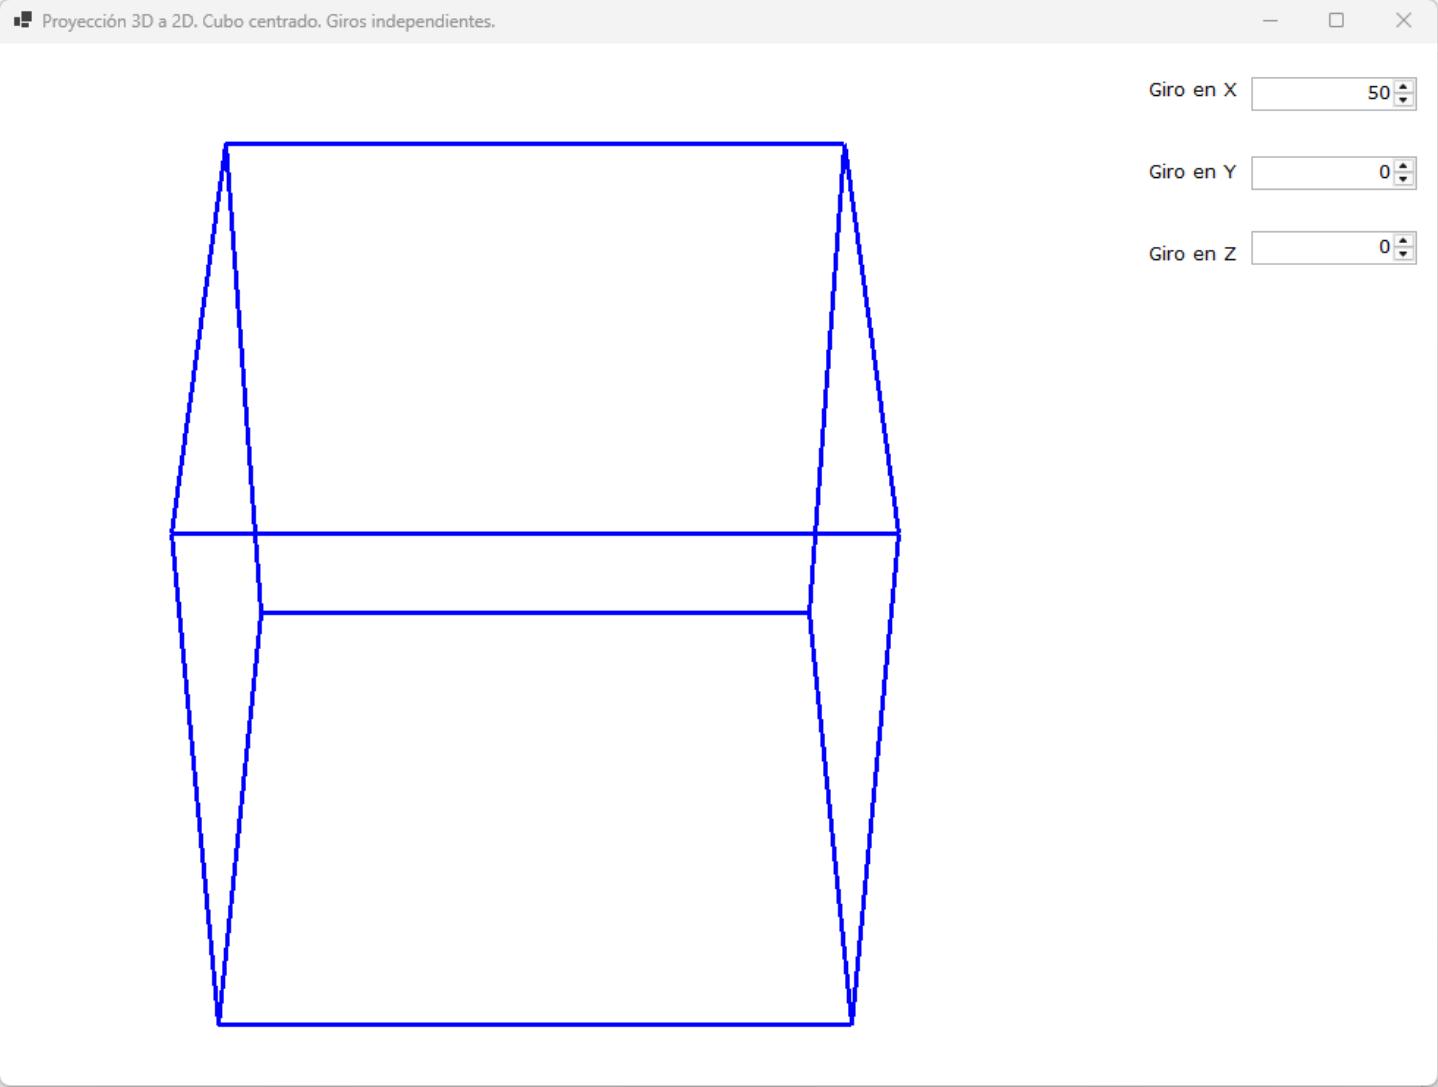 Proyección 3D a 2D. Cubo centrado. Giros independientes.
Giro en X 50
Giro en Y 0
Giro en Z 0